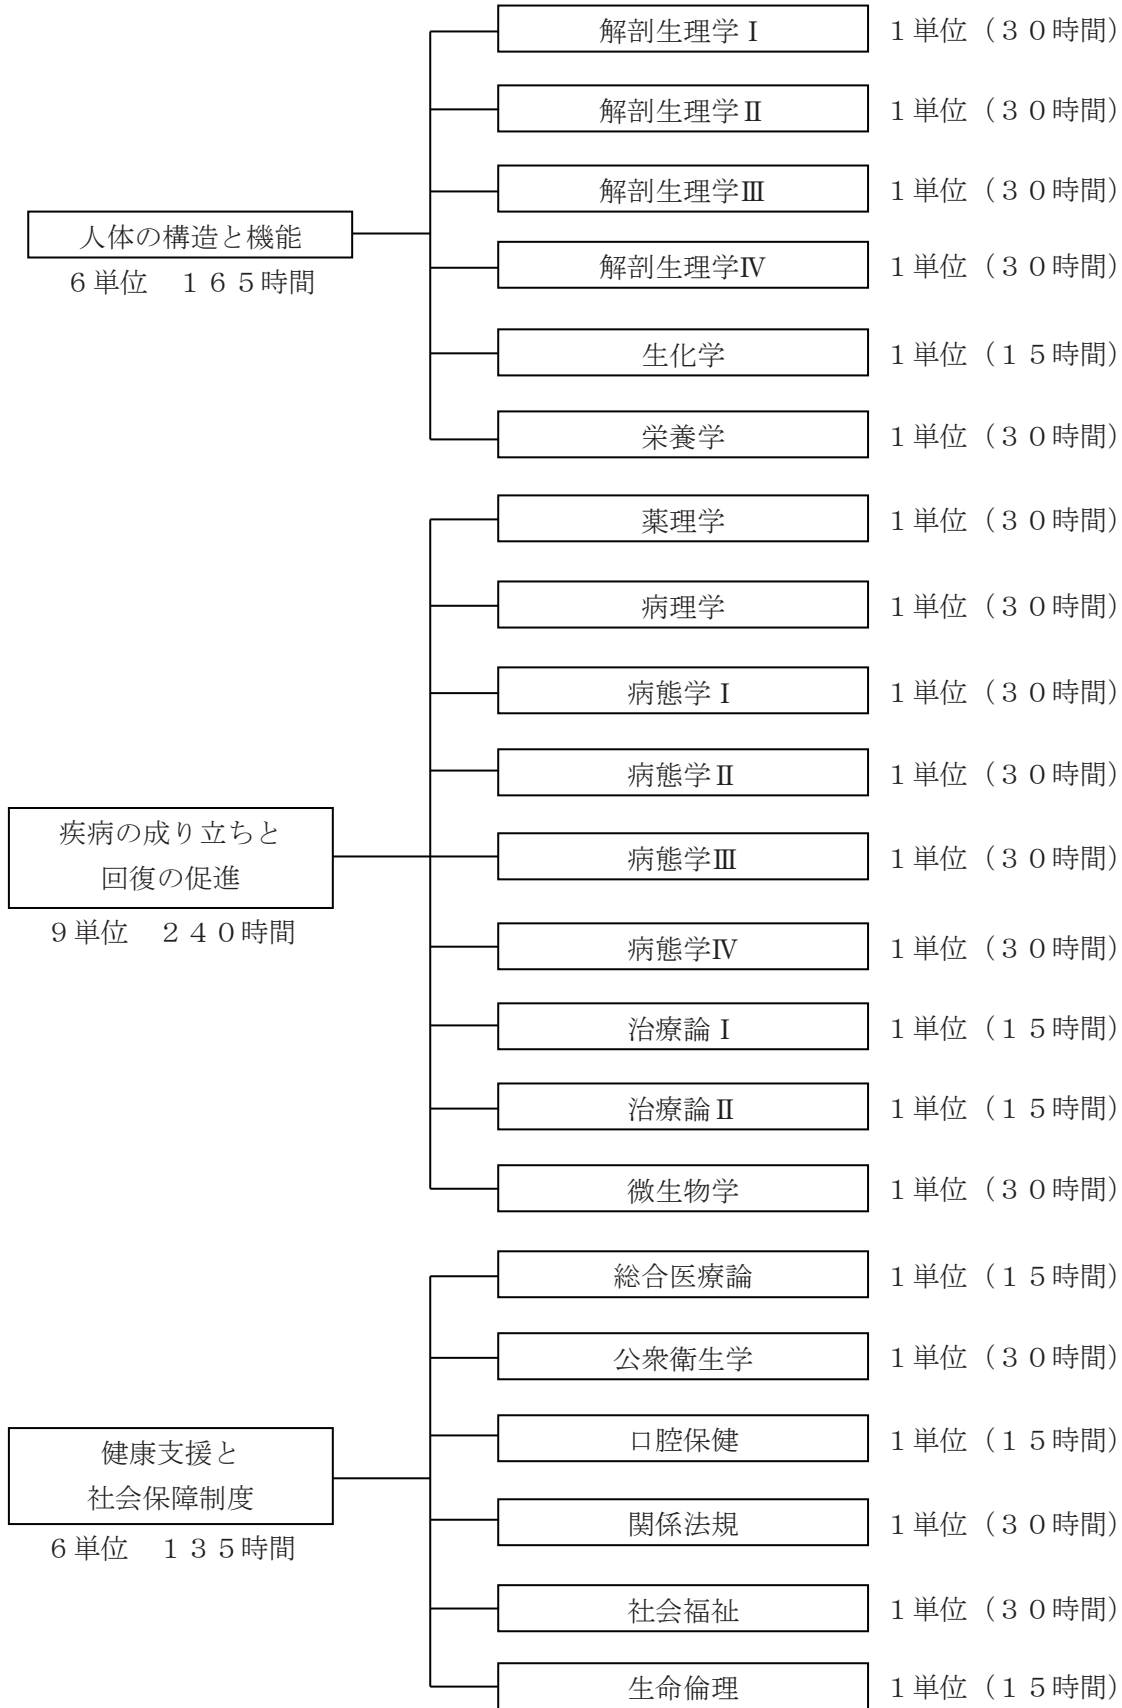 解剖生理学Ⅰ １単位（３０時間）
解剖生理学Ⅱ １単位（３０時間）
解剖生理学Ⅲ １単位（３０時間）
人体の構造と機能
６単位　１６５時間
解剖生理学Ⅳ １単位（３０時間）
生化学 １単位（１５時間）
栄養学 １単位（３０時間）
薬理学 １単位（３０時間）
病理学 １単位（３０時間）
病態学Ⅰ １単位（３０時間）
病態学Ⅱ １単位（３０時間）
疾病の成り立ちと
回復の促進
９単位　２４０時間
病態学Ⅲ １単位（３０時間）
病態学Ⅳ １単位（３０時間）
治療論Ⅰ １単位（１５時間）
治療論Ⅱ １単位（１５時間）
微生物学 １単位（３０時間）
総合医療論 １単位（１５時間）
公衆衛生学 １単位（３０時間）
口腔保健 １単位（１５時間）
健康支援と
社会保障制度
６単位　１３５時間
関係法規 １単位（３０時間）
社会福祉 １単位（３０時間）
生命倫理 １単位（１５時間）